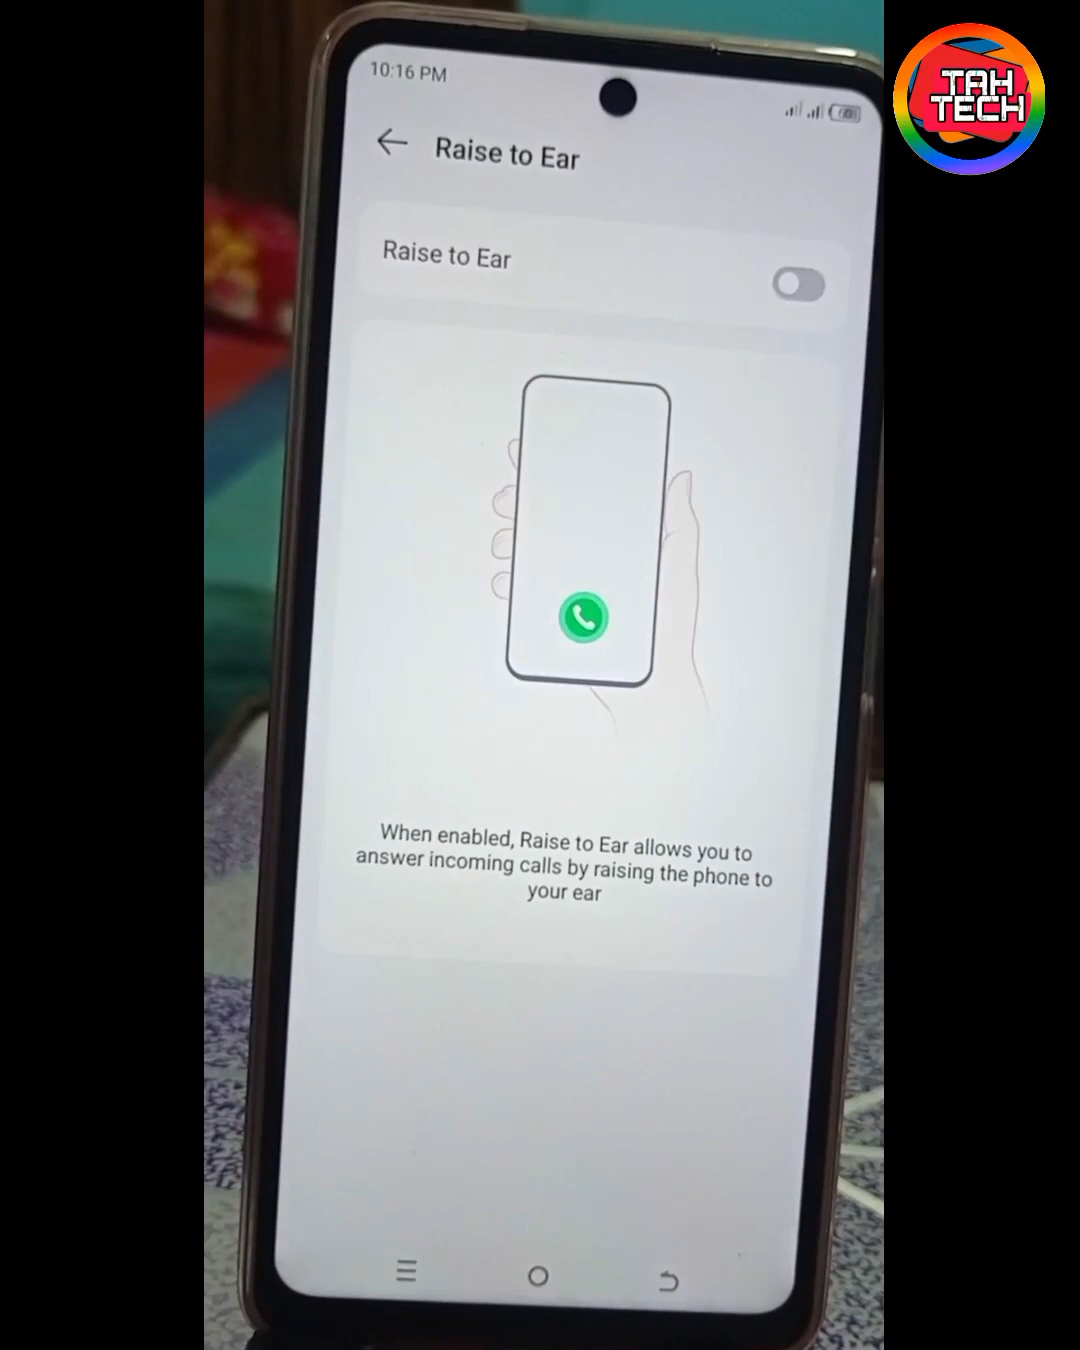 TAH
TECH
10:16 PM
Raise to Ear
Raise to Ear
When enabled, Raise to Ear allows you to
answer incoming calls by raising the phone to
your ear